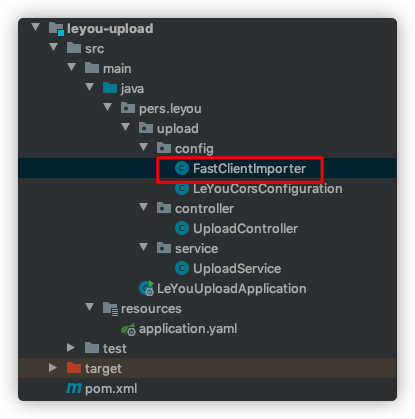 leyou-upload
src
main
java
pers.leyou
upload
config
FastClientImporter
LeYouCorsConfiguration
controller
UploadController
service
UploadService
LeYouUploadApplication
resources
application.yaml
test
target
pom.xml